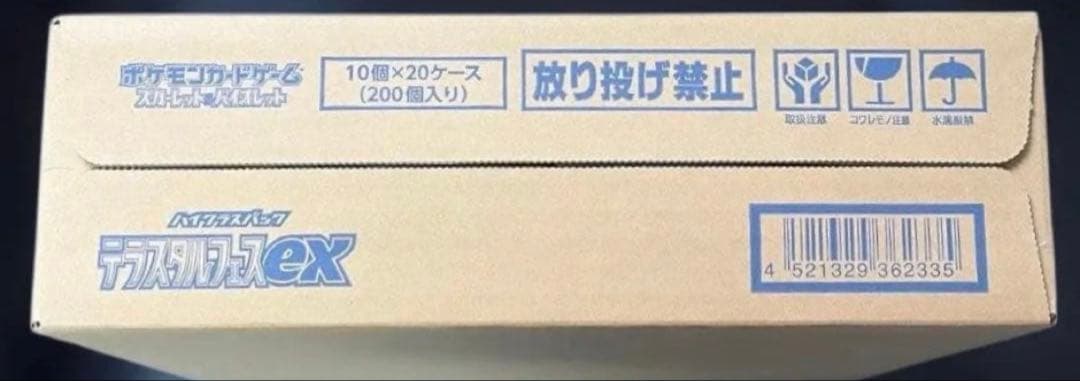 ポケモンカードゲーム
スカーレット&バイオレット
10個×20ケース
(200個入り)
放り投げ禁止
取扱注意
コワレモノ注意
水濡厳禁
ハイクラスパック
テラスタルフェスex
4 521329 362335